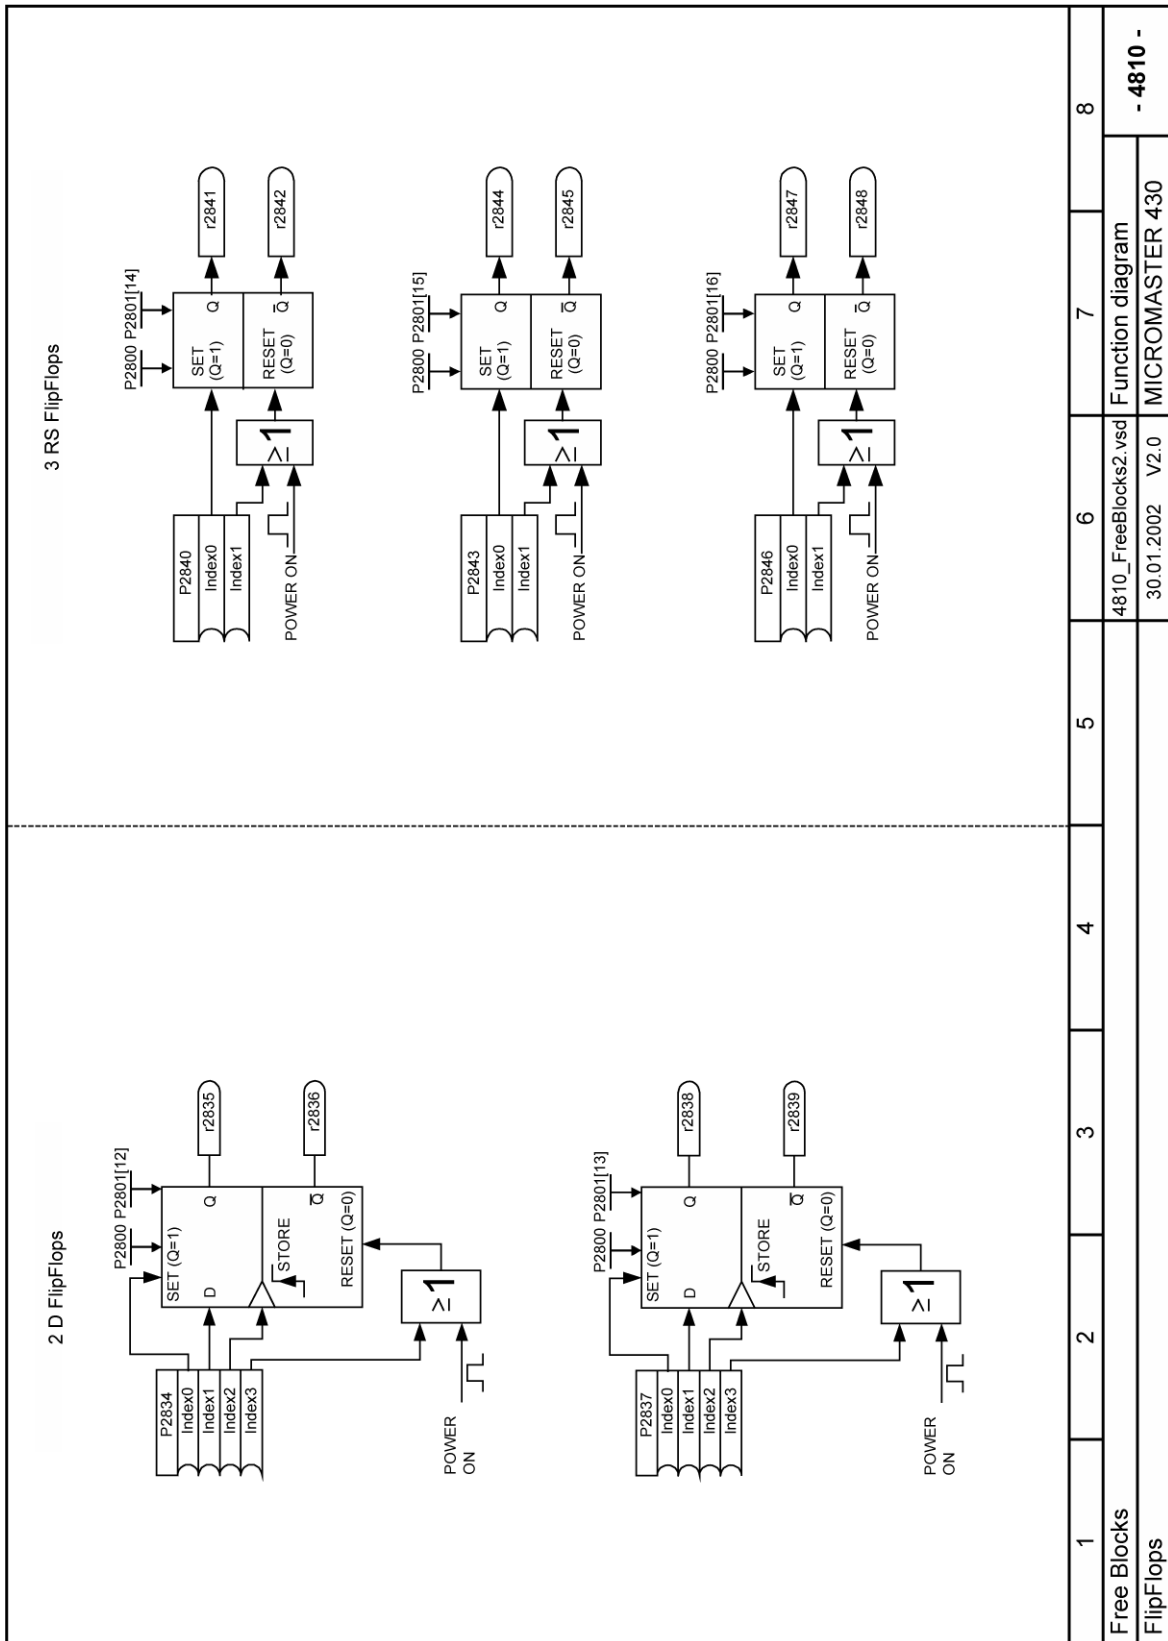 2 D FlipFlops
P2800 P2801[12]
P2834
Index0
Index1
Index2
Index3
SET (Q=1)
D
Q
STORE
Q
RESET (Q=0)
≥1
POWER
ON
r2835
r2836
P2800 P2801[13]
P2837
Index0
Index1
Index2
Index3
SET (Q=1)
D
Q
STORE
Q
RESET (Q=0)
≥1
POWER
ON
r2838
r2839
3 RS FlipFlops
P2800 P2801[14]
P2840
Index0
Index1
POWER ON
≥1
SET
(Q=1)
Q
RESET
(Q=0)
Q
r2841
r2842
P2800 P2801[15]
P2843
Index0
Index1
POWER ON
≥1
SET
(Q=1)
Q
RESET
(Q=0)
Q
r2844
r2845
P2800 P2801[16]
P2846
Index0
Index1
POWER ON
≥1
SET
(Q=1)
Q
RESET
(Q=0)
Q
r2847
r2848
1 2 3 4 5 6 7 8
Free Blocks
4810_FreeBlocks2.vsd
Function diagram
- 4810 -
FlipFlops
30.01.2002 V2.0
MICROMASTER 430